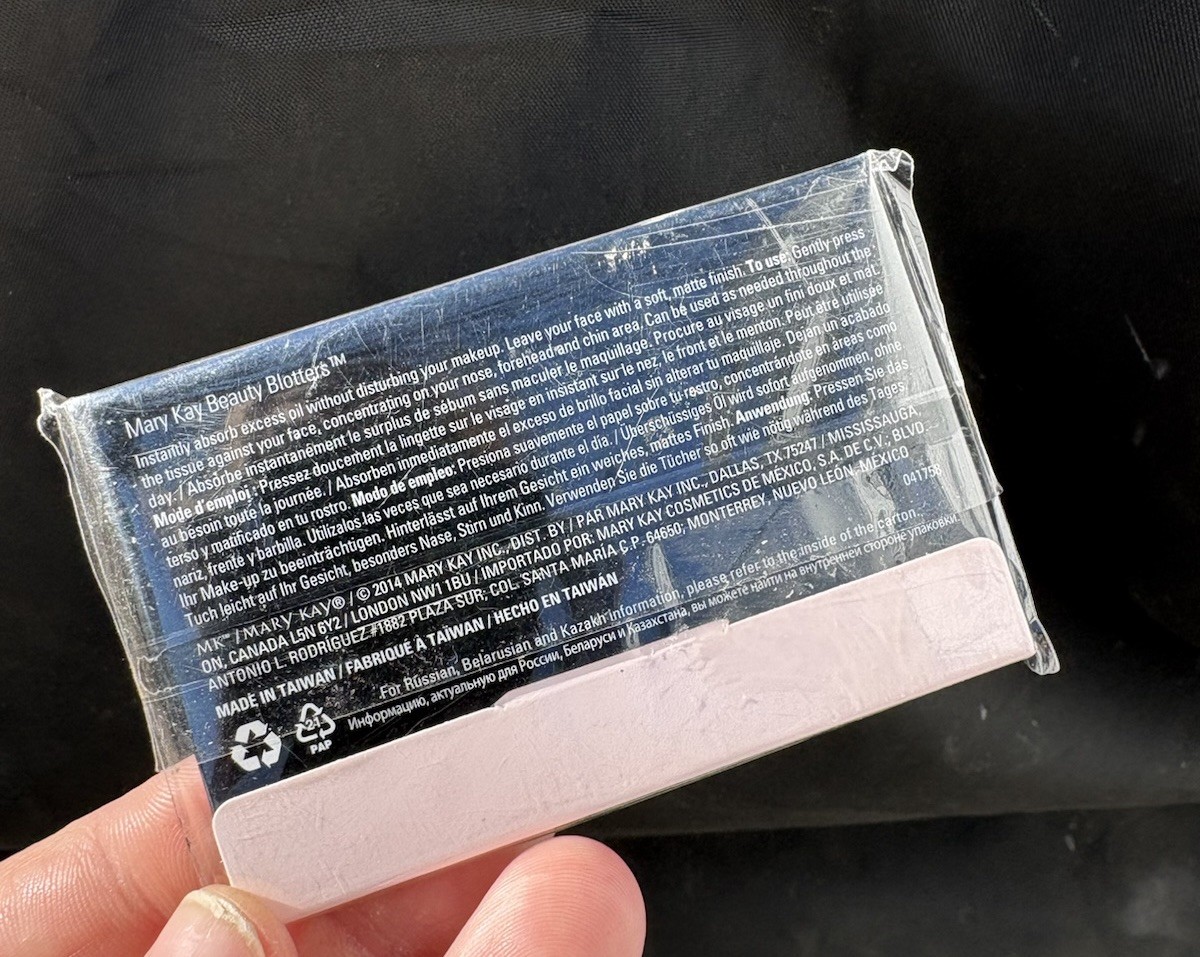 Mary Kay Beauty Blotters™
Instantly absorb excess oil without disturbing your makeup. Leave your face with a soft, matte finish. To use: Gently press
the tissue against your face, concentrating on your nose, forehead and chin area. Can be used as needed throughout the
day. / Absorbe instantanément le surplus de sébum sans maculer le maquillage. Procure au visage un fini doux et mat.
Mode d'emploi : Pressez doucement la lingette sur le visage en insistant sur le nez, le front et le menton. Peut être utilisée
au besoin toute la journée. / Absorben inmediatamente el exceso de brillo facial sin alterar tu maquillaje. Dejan un acabado
terso y matificado en tu rostro. Modo de empleo: Presiona suavemente el papel sobre tu rostro, concentrándote en áreas como
nariz, frente y barbilla. Utilízalos las veces que sea necesario durante el día. / Überschüssiges Öl wird sofort aufgenommen, ohne
Ihr Make-up zu beeinträchtigen. Hinterlässt auf Ihrem Gesicht ein weiches, mattes Finish. Anwendung: Pressen Sie das
Tuch leicht auf Ihr Gesicht, besonders Nase, Stirn und Kinn. Verwenden Sie die Tücher so oft wie nötig während des Tages.
MK™ / MARY KAY® / © 2014 MARY KAY INC., DIST. BY / PAR MARY KAY INC., DALLAS, TX 75247 / MISSISSAUGA,
ON, CANADA L5N 6Y2 / LONDON NW1 1BU / IMPORTADO POR: MARY KAY COSMETICS DE MÉXICO, S.A. DE C.V.; BLVD.
ANTONIO L. RODRÍGUEZ #1882 PLAZA SUR; COL. SANTA MARÍA C.P. 64650; MONTERREY, NUEVO LEÓN, MÉXICO
MADE IN TAIWAN / FABRIQUÉ À TAIWAN / HECHO EN TAIWÁN
041758
For Russian, Belarusian and Kazakh information, please refer to the inside of the carton.
Информацию, актуальную для России, Беларуси и Казахстана, вы можете найти на внутренней стороне упаковки.
21
PAP